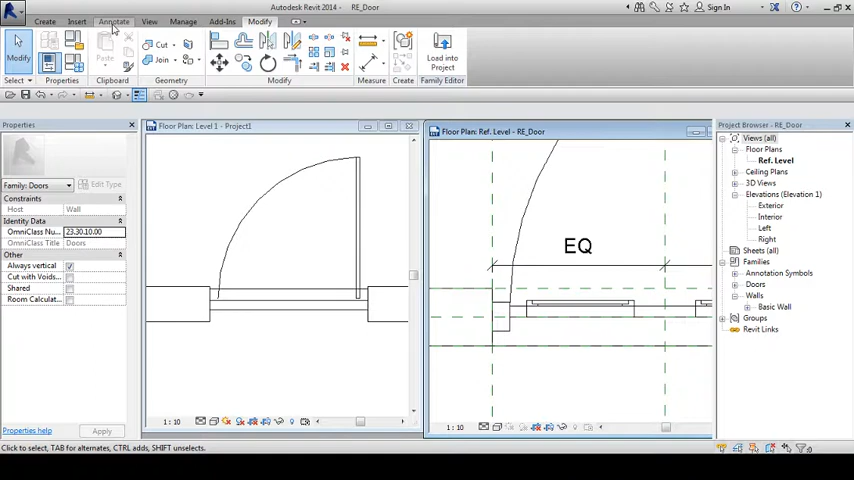 Autodesk Revit 2014 - RE_Door
Sign In
Create Insert Annotate View Manage Add-Ins Modify
Modify
Paste
Cut
Join
Load into
Project
Select Properties Clipboard Geometry Modify Measure Create Family Editor
Properties
Family: Doors
Edit Type
Constraints
Host Wall
Identity Data
OmniClass Nu... 23.30.10.00
OmniClass Title Doors
Other
Always vertical
Cut with Voids...
Shared
Room Calculat...
Properties help
Apply
Floor Plan: Level 1 - Project1
1 : 10
Floor Plan: Ref. Level - RE_Door
EQ
1 : 10
Project Browser - RE_Door
Views (all)
Floor Plans
Ref. Level
Ceiling Plans
3D Views
Elevations (Elevation 1)
Exterior
Interior
Left
Right
Sheets (all)
Families
Annotation Symbols
Doors
Walls
Basic Wall
Groups
Revit Links
Click to select, TAB for alternates, CTRL adds, SHIFT unselects.
:0